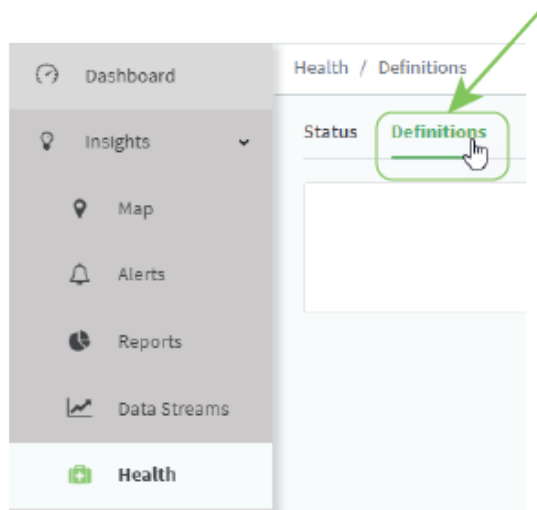 Dashboard
Insights
Map
Alerts
Reports
Data Streams
Health
Health / Definitions
Status Definitions